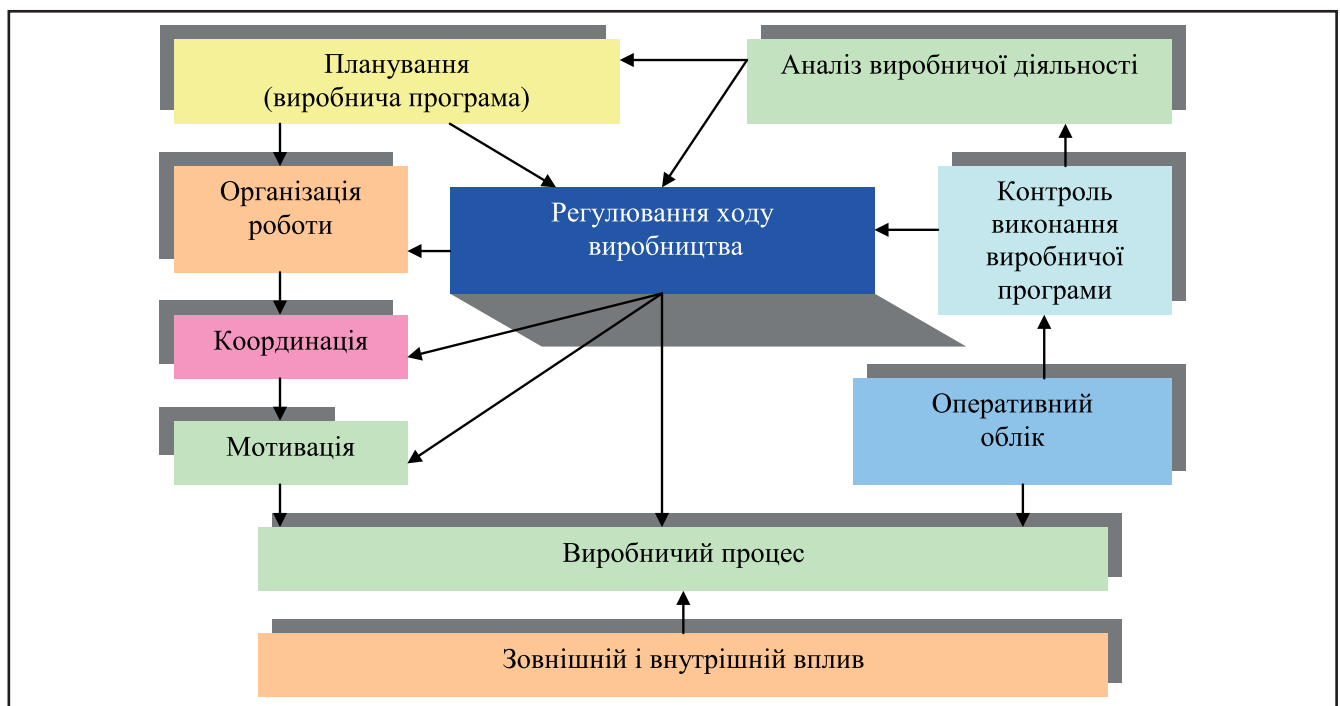 Планування
(виробнича програма)
Аналіз виробничої діяльності
Організація
роботи
Регулювання ходу
виробництва
Контроль
виконання
виробничої
програми
Координація
Оперативний
облік
Мотивація
Виробничий процес
Зовнішній і внутрішній вплив